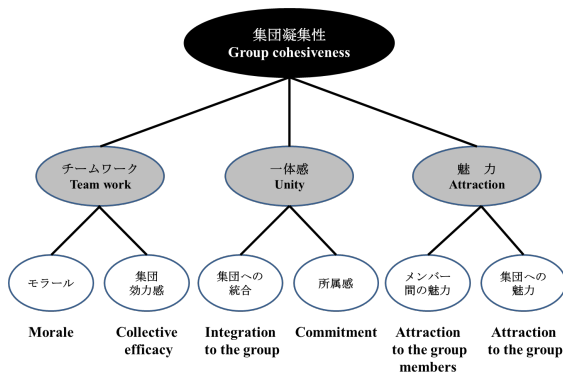 集団凝集性
Group cohesiveness
チームワーク
Team work
一体感
Unity
魅 力
Attraction
モラール
集団
効力感
集団への
統合
所属感
メンバー
間の魅力
集団への
魅力
Morale
Collective
efficacy
Integration
to the group
Commitment
Attraction
to the group
members
Attraction
to the group